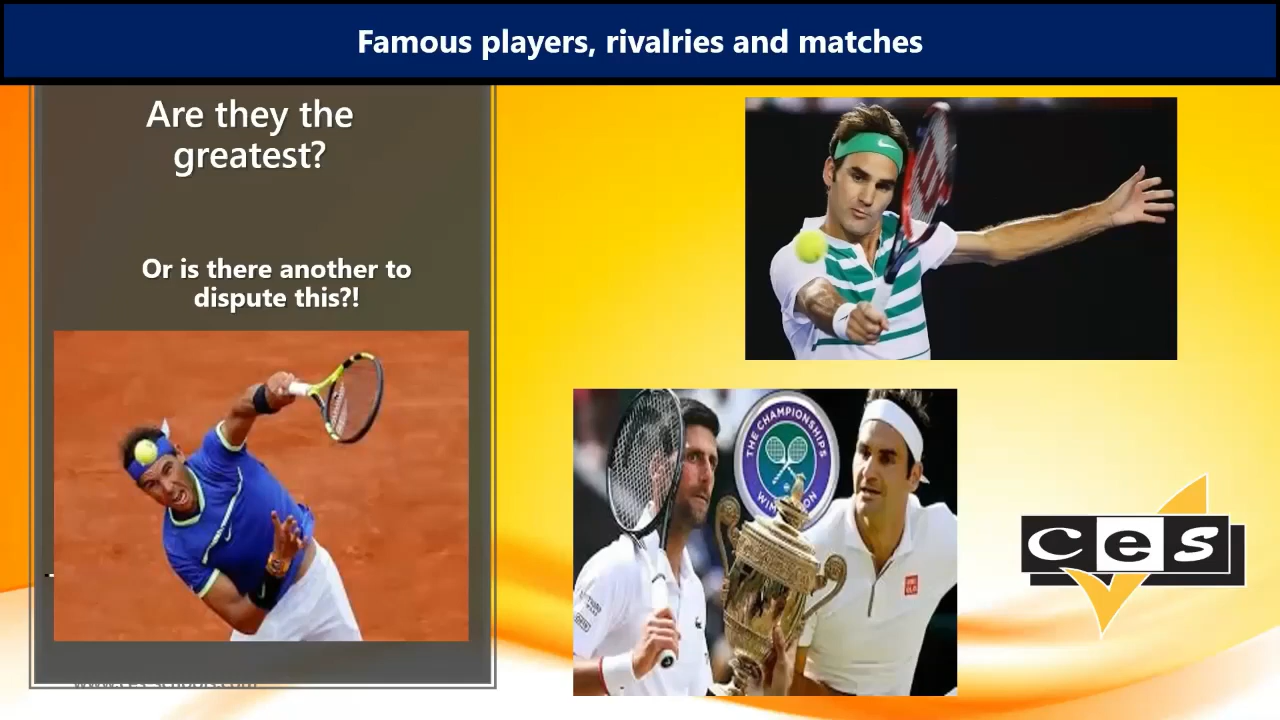 Famous players, rivalries and matches
Are they the
greatest?
Or is there another to
dispute this?!
THE CHAMPIONSHIPS
ces